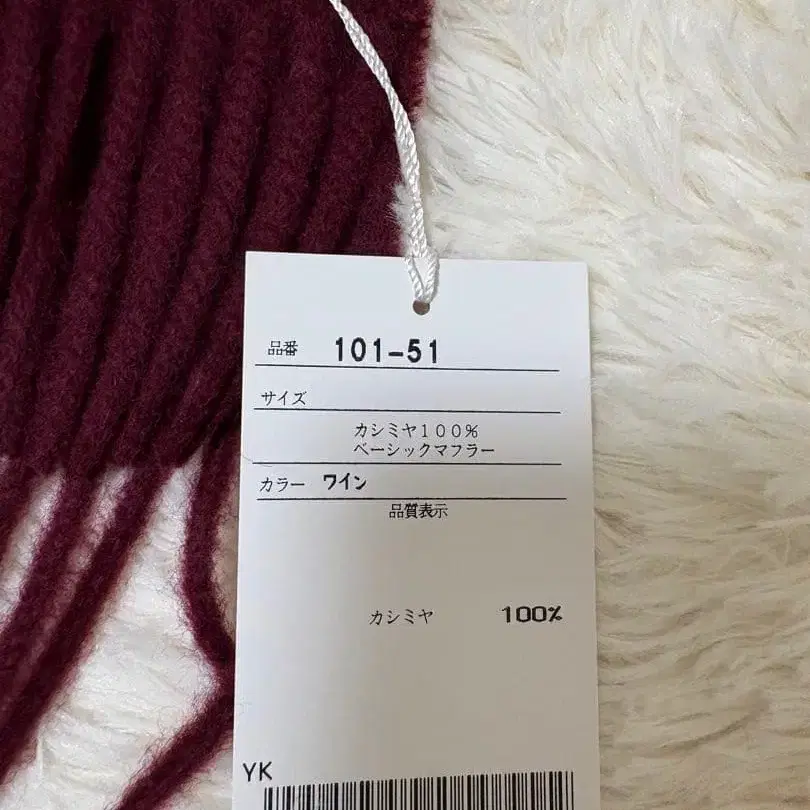 品番 101-51
サイズ
カシミヤ１００％
ベーシックマフラー
カラー ワイン
品質表示
カシミヤ 100%
YK